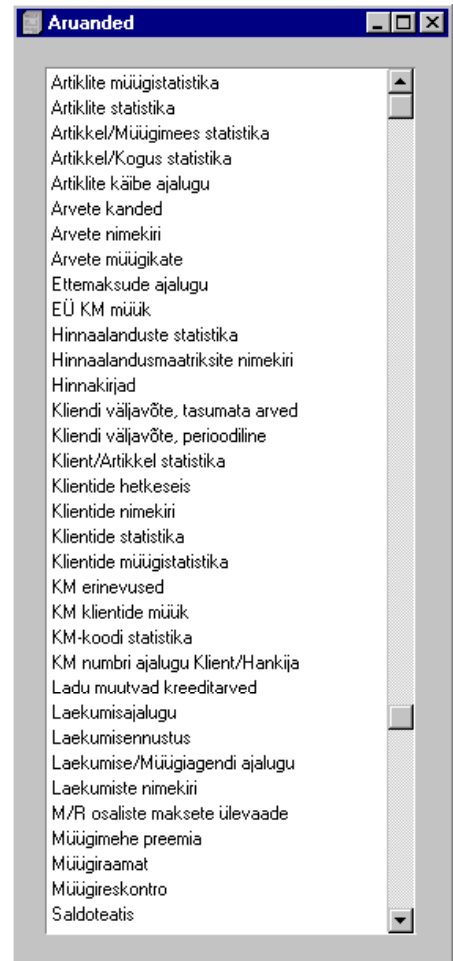 Aruanded
Artiklite müügistatistika
Artiklite statistika
Artikkel/Müügimees statistika
Artikkel/Kogus statistika
Artiklite käibe ajalugu
Arvete kanded
Arvete nimekiri
Arvete müügikate
Ettemaksude ajalugu
EÜ KM müük
Hinnaalanduste statistika
Hinnaalandusmaatriksite nimekiri
Hinnakirjad
Kliendi väljavõte, tasumata arved
Kliendi väljavõte, perioodiline
Klient/Artikkel statistika
Klientide hetkeseis
Klientide nimekiri
Klientide statistika
Klientide müügistatistika
KM erinevused
KM klientide müük
KM-koodi statistika
KM numbri ajalugu Klient/Hankija
Ladu muutvad kreeditarved
Laekumisajalugu
Laekumisennustus
Laekumise/Müügiagendi ajalugu
Laekumiste nimekiri
M/R osaliste maksete ülevaade
Müügimehe preemia
Müügiraamat
Müügireskontro
Saldoteatis